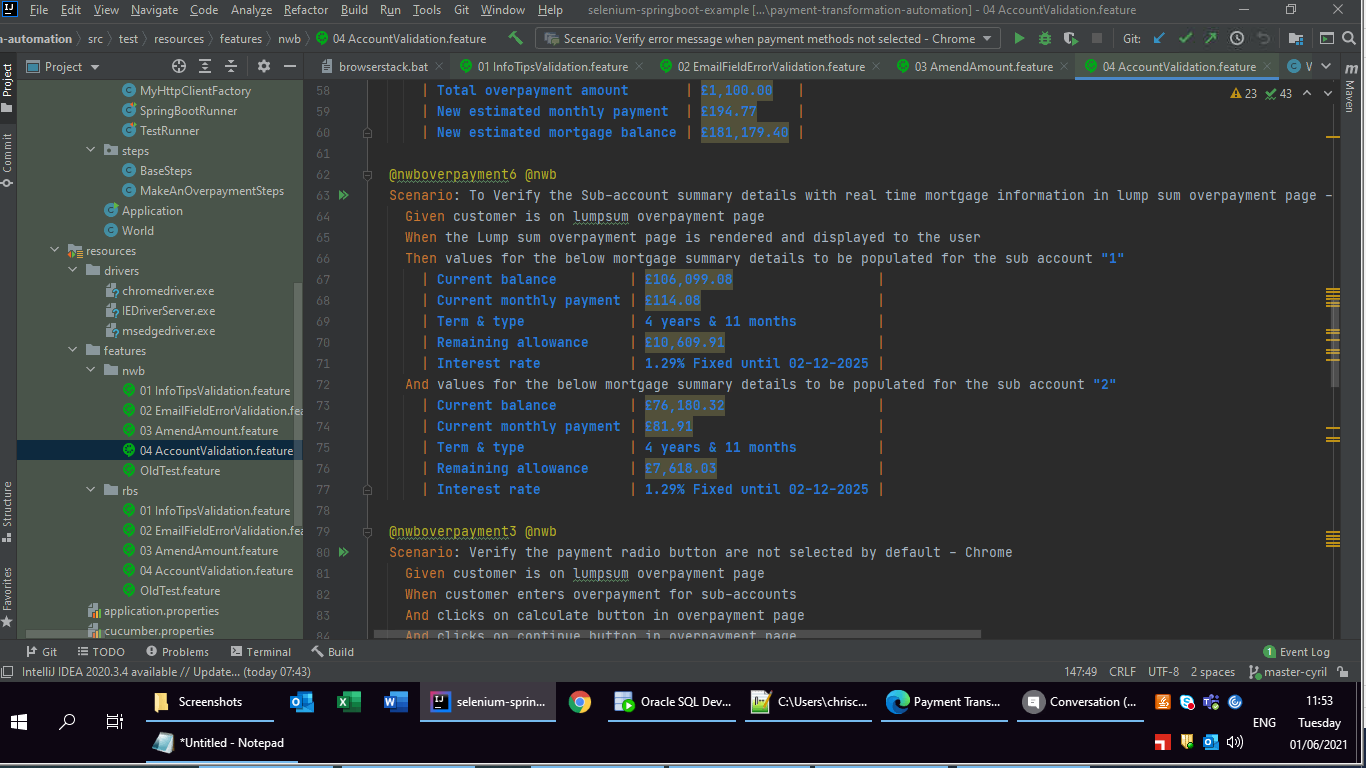 File Edit View Navigate Code Analyze Refactor Build Run Tools Git Window Help selenium-springboot-example [...\payment-transformation-automation] - 04 AccountValidation.feature
n-automation src test resources features nwb 04 AccountValidation.feature Scenario: Verify error message when payment methods not selected - Chrome Git:
Project browserstack.bat 01 InfoTipsValidation.feature 02 EmailFieldErrorValidation.feature 03 AmendAmount.feature 04 AccountValidation.feature
Project
Commit
Structure
Favorites
Maven
MyHttpClientFactory
SpringBootRunner
TestRunner
steps
BaseSteps
MakeAnOverpaymentSteps
Application
World
resources
drivers
chromedriver.exe
IEDriverServer.exe
msedgedriver.exe
features
nwb
01 InfoTipsValidation.feature
02 EmailFieldErrorValidation.fea
03 AmendAmount.feature
04 AccountValidation.feature
OldTest.feature
rbs
01 InfoTipsValidation.feature
02 EmailFieldErrorValidation.fea
03 AmendAmount.feature
04 AccountValidation.feature
OldTest.feature
application.properties
cucumber.properties
23 43
58 | Total overpayment amount | £1,100.00 |
59 | New estimated monthly payment | £194.77 |
60 | New estimated mortgage balance | £181,179.40 |
61
62 @nwboverpayment6 @nwb
63 Scenario: To Verify the Sub-account summary details with real time mortgage information in lump sum overpayment page –
64 Given customer is on lumpsum overpayment page
65 When the Lump sum overpayment page is rendered and displayed to the user
66 Then values for the below mortgage summary details to be populated for the sub account "1"
67 | Current balance | £106,099.08 |
68 | Current monthly payment | £114.08 |
69 | Term & type | 4 years & 11 months |
70 | Remaining allowance | £10,609.91 |
71 | Interest rate | 1.29% Fixed until 02-12-2025 |
72 And values for the below mortgage summary details to be populated for the sub account "2"
73 | Current balance | £76,180.32 |
74 | Current monthly payment | £81.91 |
75 | Term & type | 4 years & 11 months |
76 | Remaining allowance | £7,618.03 |
77 | Interest rate | 1.29% Fixed until 02-12-2025 |
78
79 @nwboverpayment3 @nwb
80 Scenario: Verify the payment radio button are not selected by default – Chrome
81 Given customer is on lumpsum overpayment page
82 When customer enters overpayment for sub-accounts
83 And clicks on calculate button in overpayment page
84 And clicks on continue button in overpayment page
Git TODO Problems Terminal Build 1 Event Log
IntelliJ IDEA 2020.3.4 available // Update... (today 07:43) 147:49 CRLF UTF-8 2 spaces master-cyril
Screenshots selenium-sprin... Oracle SQL Dev... C:\Users\chrisc... Payment Trans... Conversation (...
*Untitled - Notepad
ENG
11:53
Tuesday
01/06/2021